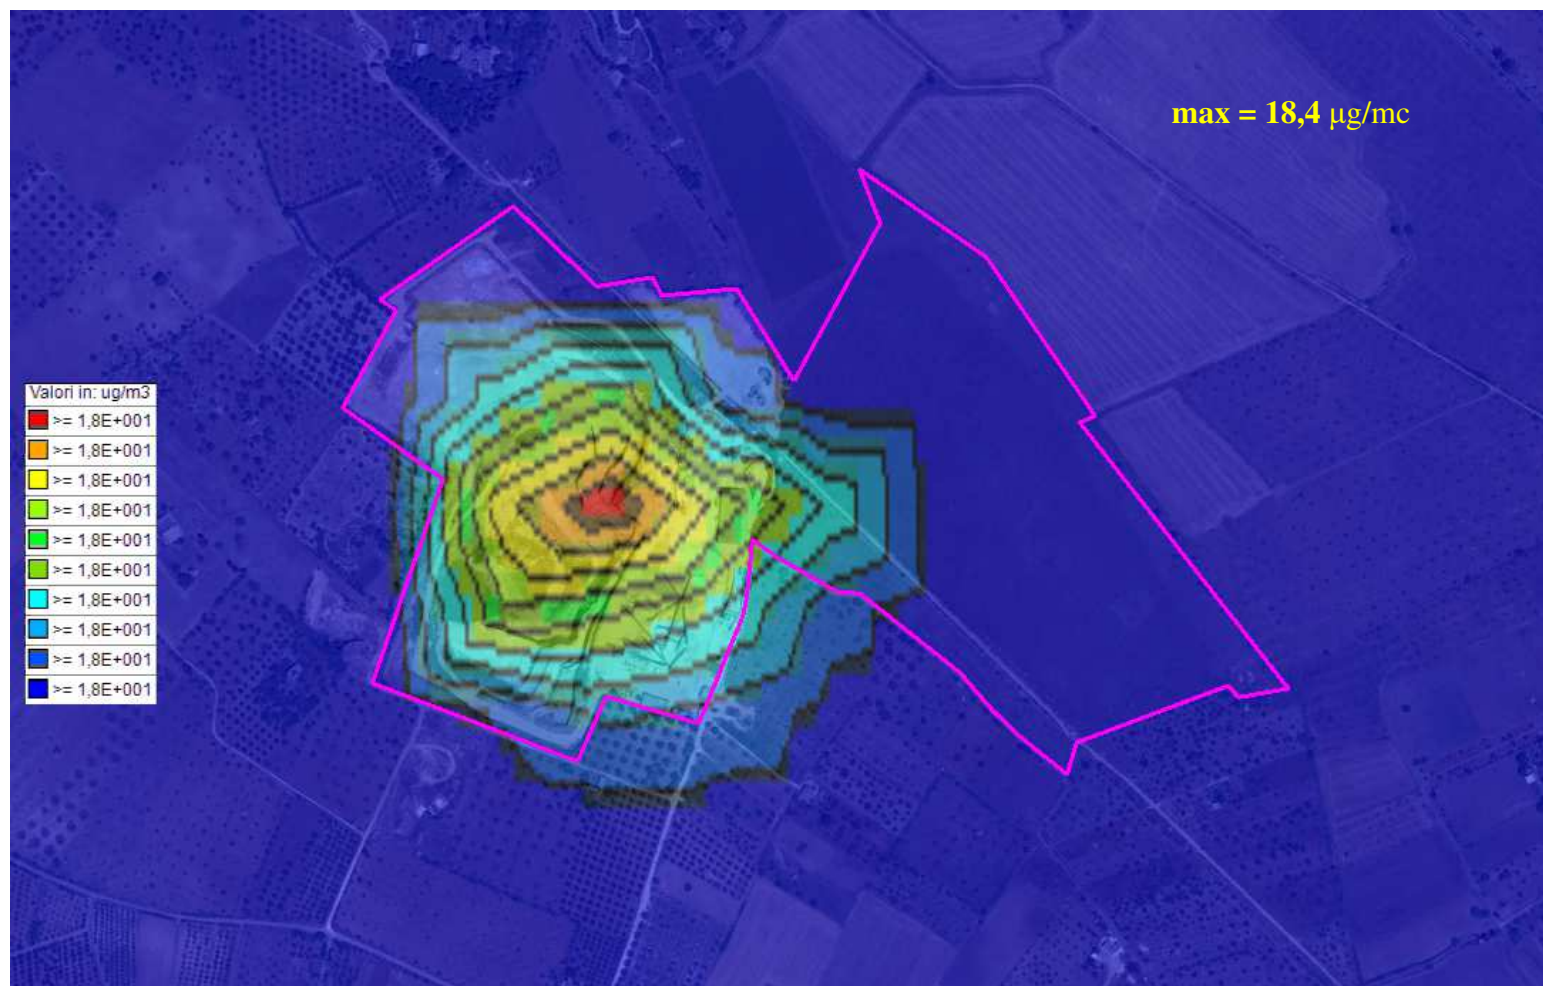 max = 18,4 µg/mc
Valori in: ug/m3
>= 1,8E+001
>= 1,8E+001
>= 1,8E+001
>= 1,8E+001
>= 1,8E+001
>= 1,8E+001
>= 1,8E+001
>= 1,8E+001
>= 1,8E+001
>= 1,8E+001